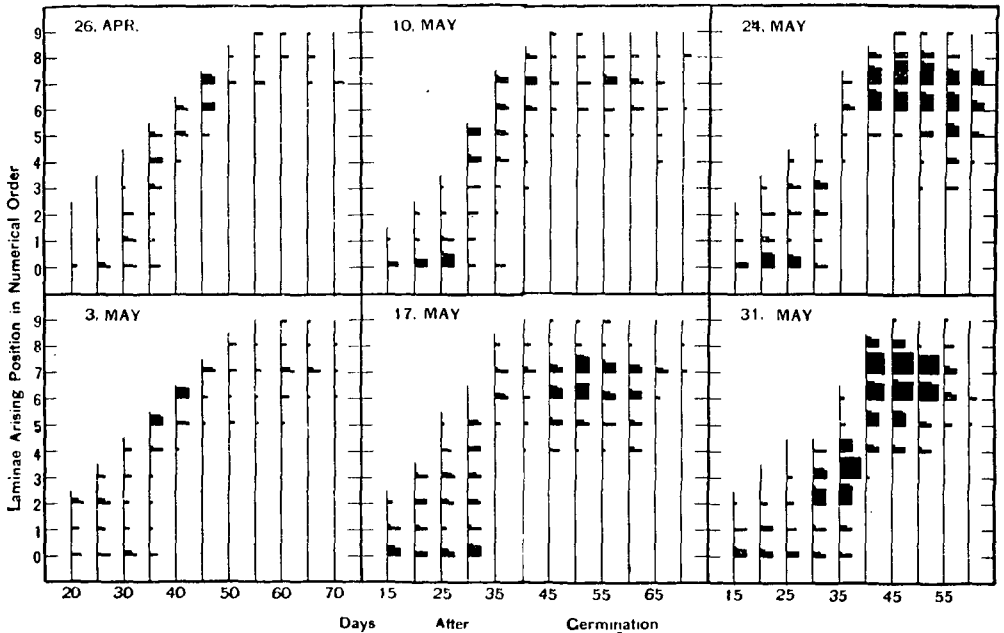 26. APR.
10. MAY
24. MAY
9
8
7
6
5
4
3
2
1
0
3. MAY
17. MAY
31. MAY
9
8
7
6
5
4
3
2
1
0
Laminae Arising Position in Numerical Order
20 30 40 50 60 70 15 25 35 45 55 65 15 25 35 45 55
Days After Germination